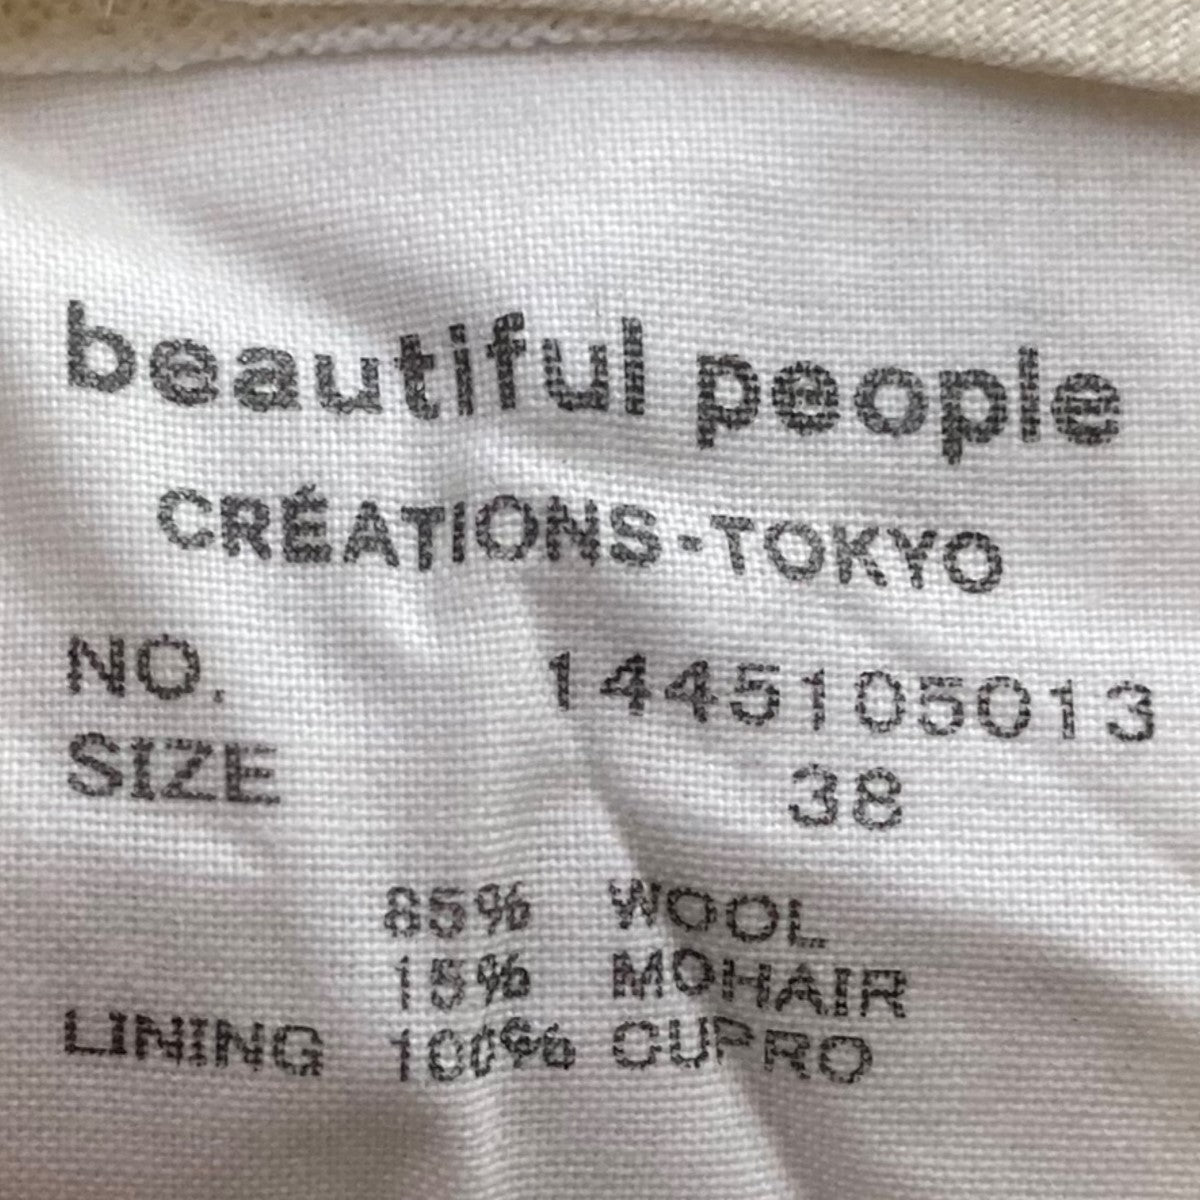 beautiful people
CRÉATIONS-TOKYO
NO. 1445105013
SIZE 38
85% WOOL
15% MOHAIR
LINING 100% CUPRO